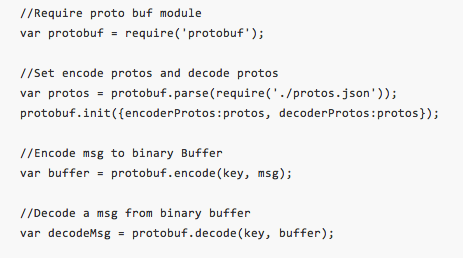 //Require proto buf module
var protobuf = require('protobuf');
//Set encode protos and decode protos
var protos = protobuf.parse(require('./protos.json'));
protobuf.init({encoderProtos:protos, decoderProtos:protos});
//Encode msg to binary Buffer
var buffer = protobuf.encode(key, msg);
//Decode a msg from binary buffer
var decodeMsg = protobuf.decode(key, buffer);